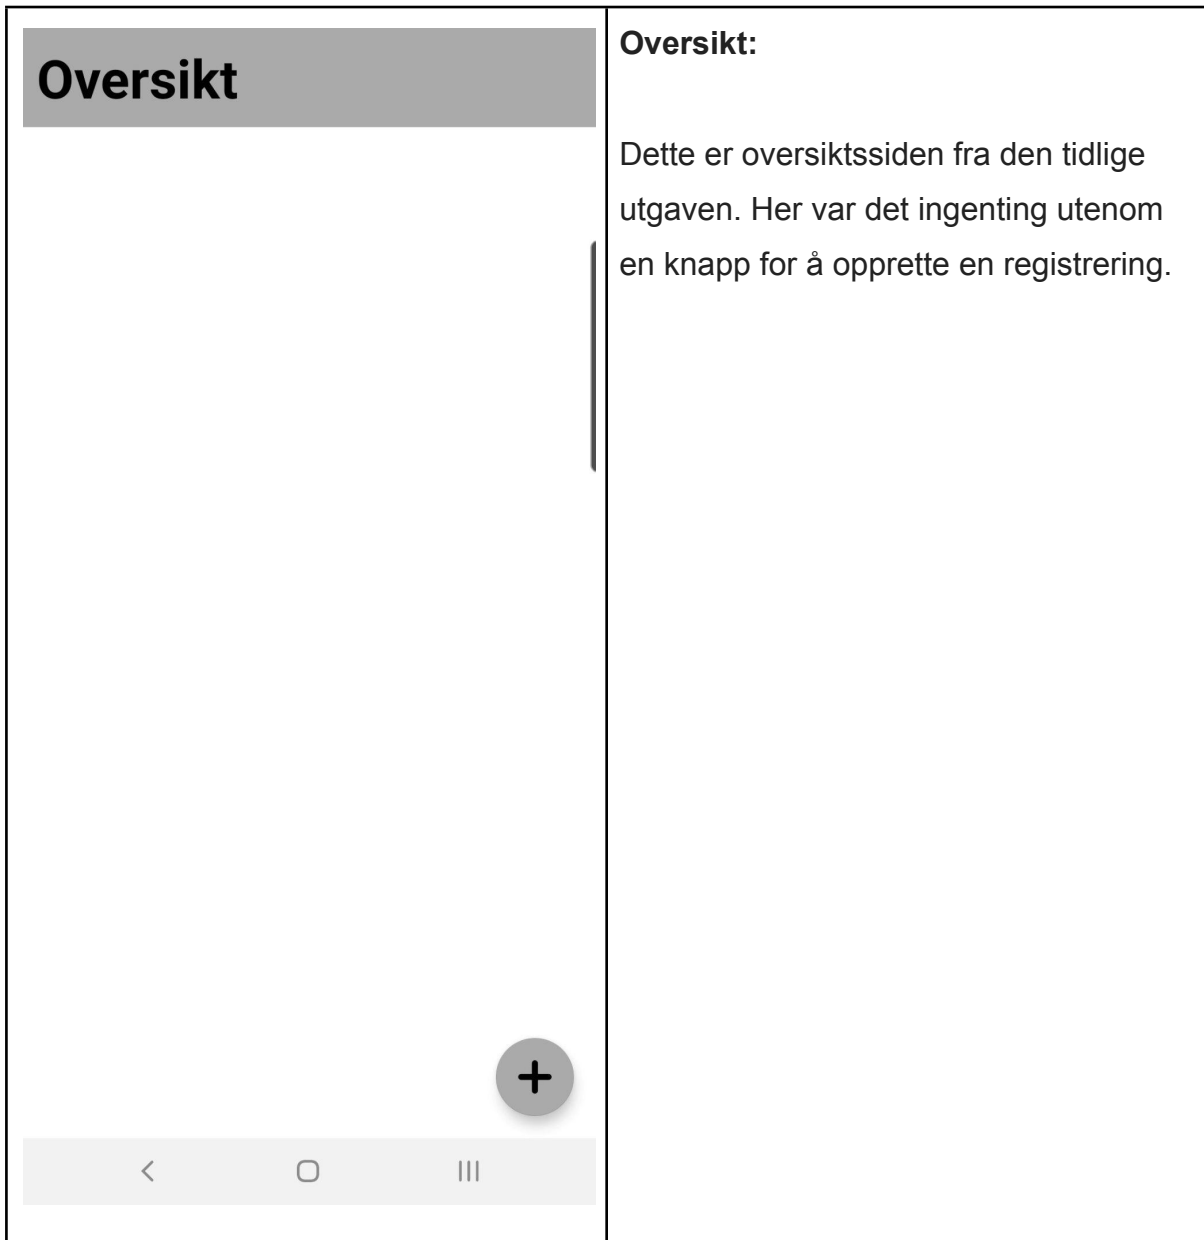 Oversikt
Oversikt:
Dette er oversiktssiden fra den tidlige
utgaven. Her var det ingenting utenom
en knapp for å opprette en registrering.